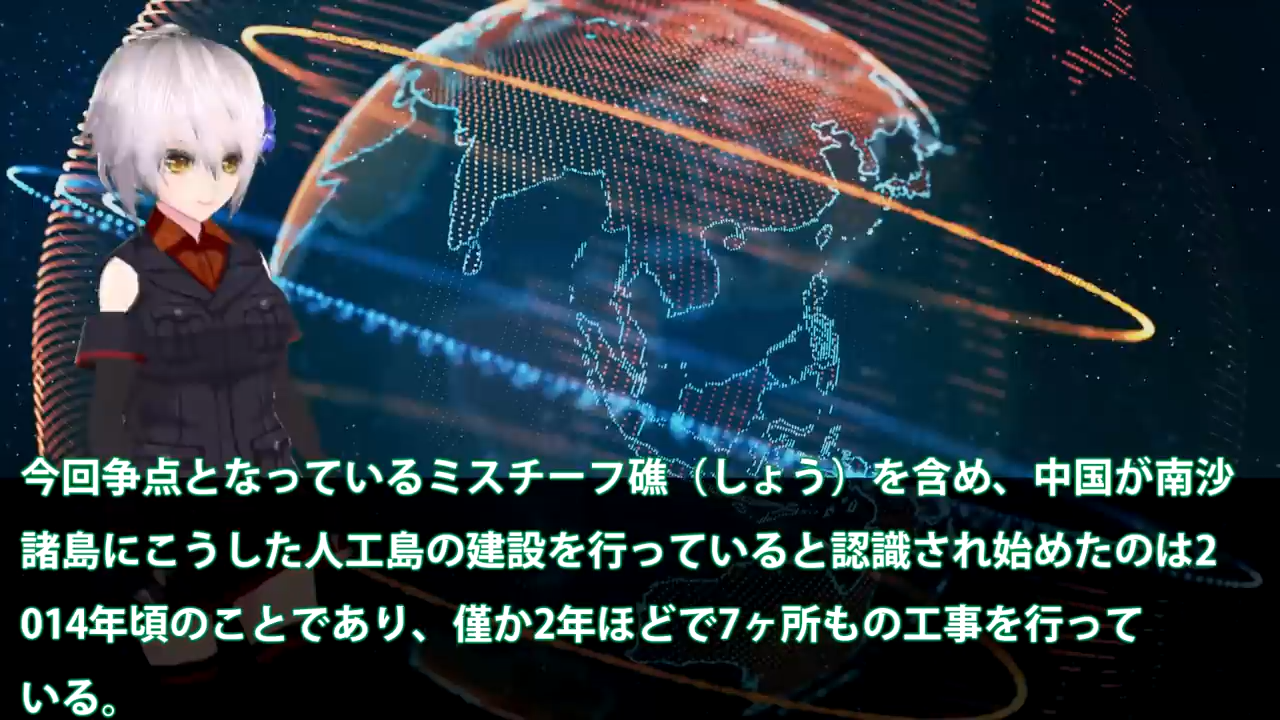 今回争点となっているミスチーフ礁（しょう）を含め、中国が南沙
諸島にこうした人工島の建設を行っていると認識され始めたのは2
014年頃のことであり、僅か2年ほどで7ヶ所もの工事を行って
いる。